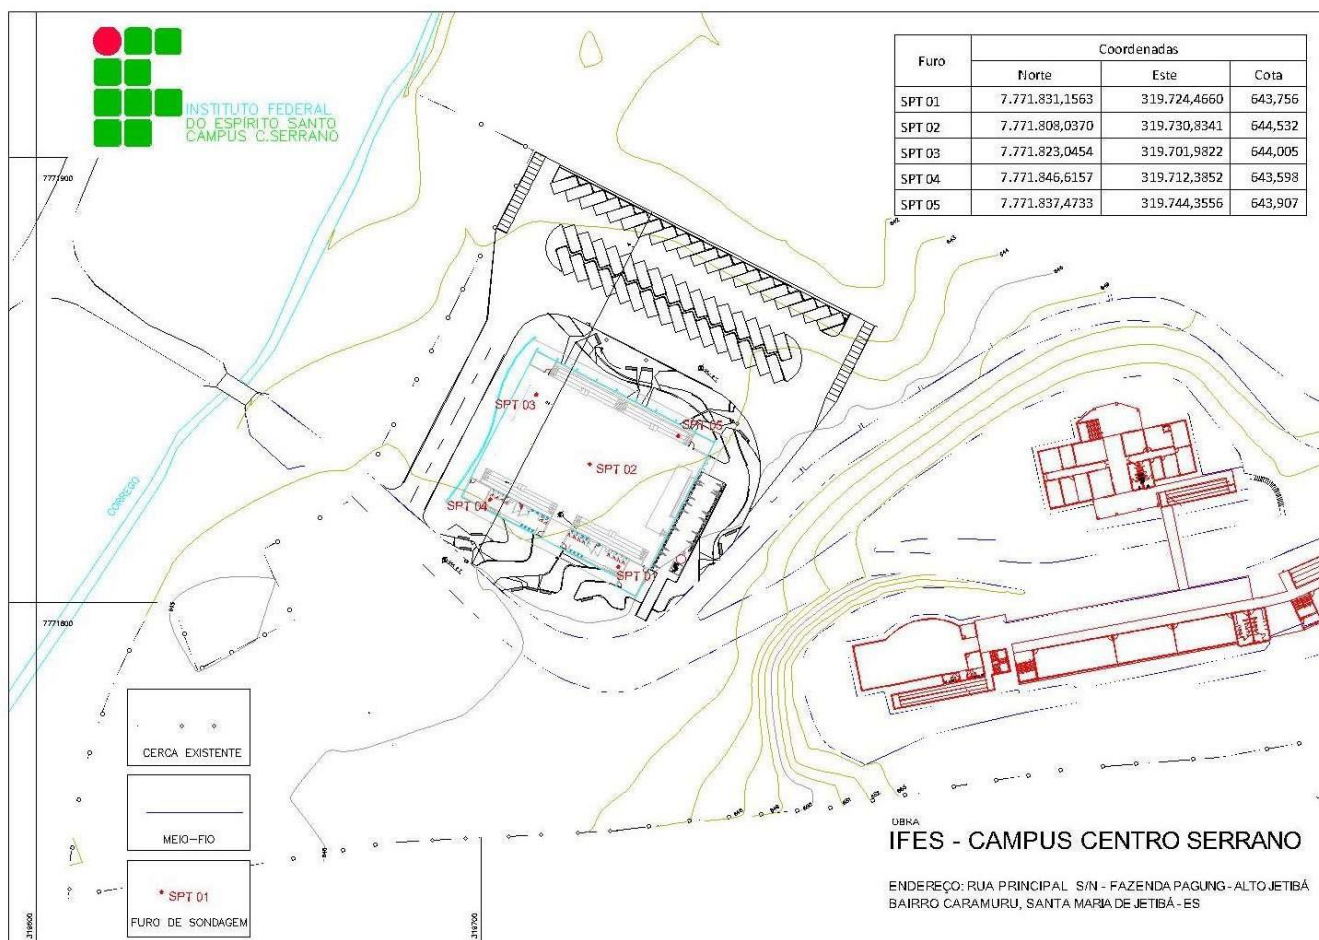 INSTITUTO FEDERAL
DO ESPÍRITO SANTO
CAMPUS C.SERRANO
Furo Coordenadas
Norte Este Cota
SPT 01 7.771.831,1563 319.724,4660 643,756
SPT 02 7.771.808,0370 319.730,8341 644,532
SPT 03 7.771.823,0454 319.701,9822 644,005
SPT 04 7.771.846,6157 319.712,3852 643,598
SPT 05 7.771.837,4733 319.744,3556 643,907
7771900
642
643
644
SPT 03
SPT 05
SPT 02
SPT 04
SPT 01
CORREGO
7771800
645
CERCA EXISTENTE
MEIO-FIO
SPT 01
FURO DE SONDAGEM
319600
319700
OBRA
IFES - CAMPUS CENTRO SERRANO
ENDEREÇO: RUA PRINCIPAL S/N - FAZENDA PAGUNG - ALTO JETIBÁ
BAIRRO CARAMURU, SANTA MARIA DE JETIBÁ - ES